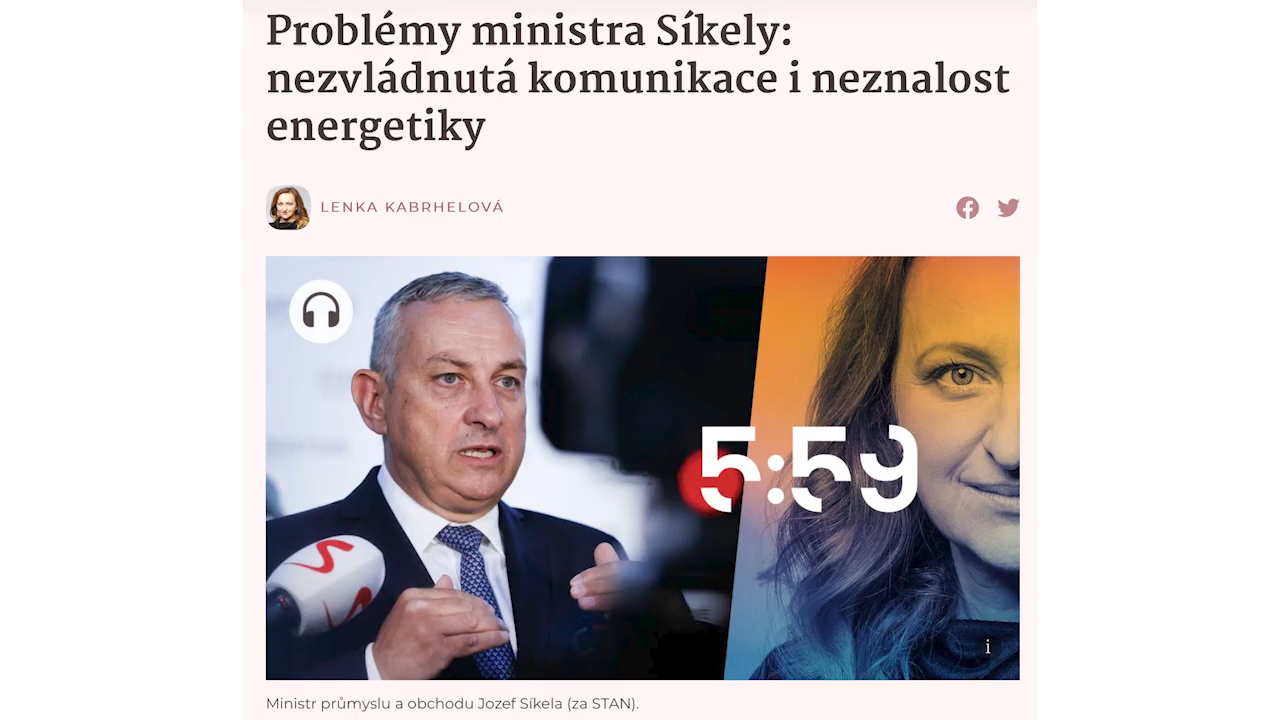 Problémy ministra Síkely:
nezvládnutá komunikace i neznalost
energetiky
LENKA KABRHELOVÁ
5:59
i
Ministr průmyslu a obchodu Jozef Síkela (za STAN).